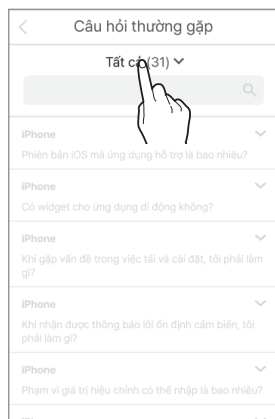 Câu hỏi thường gặp
Tất cả (31)
iPhone
Phiên bản iOS mà ứng dụng hỗ trợ là bao nhiêu?
iPhone
Có widget cho ứng dụng di động không?
iPhone
Khi gặp vấn đề trong việc tải và cài đặt, tôi phải làm
gì?
iPhone
Khi nhận được thông báo lỗi ổn định cảm biến, tôi
phải làm gì?
iPhone
Phạm vi giá trị hiệu chỉnh có thể nhập là bao nhiêu?